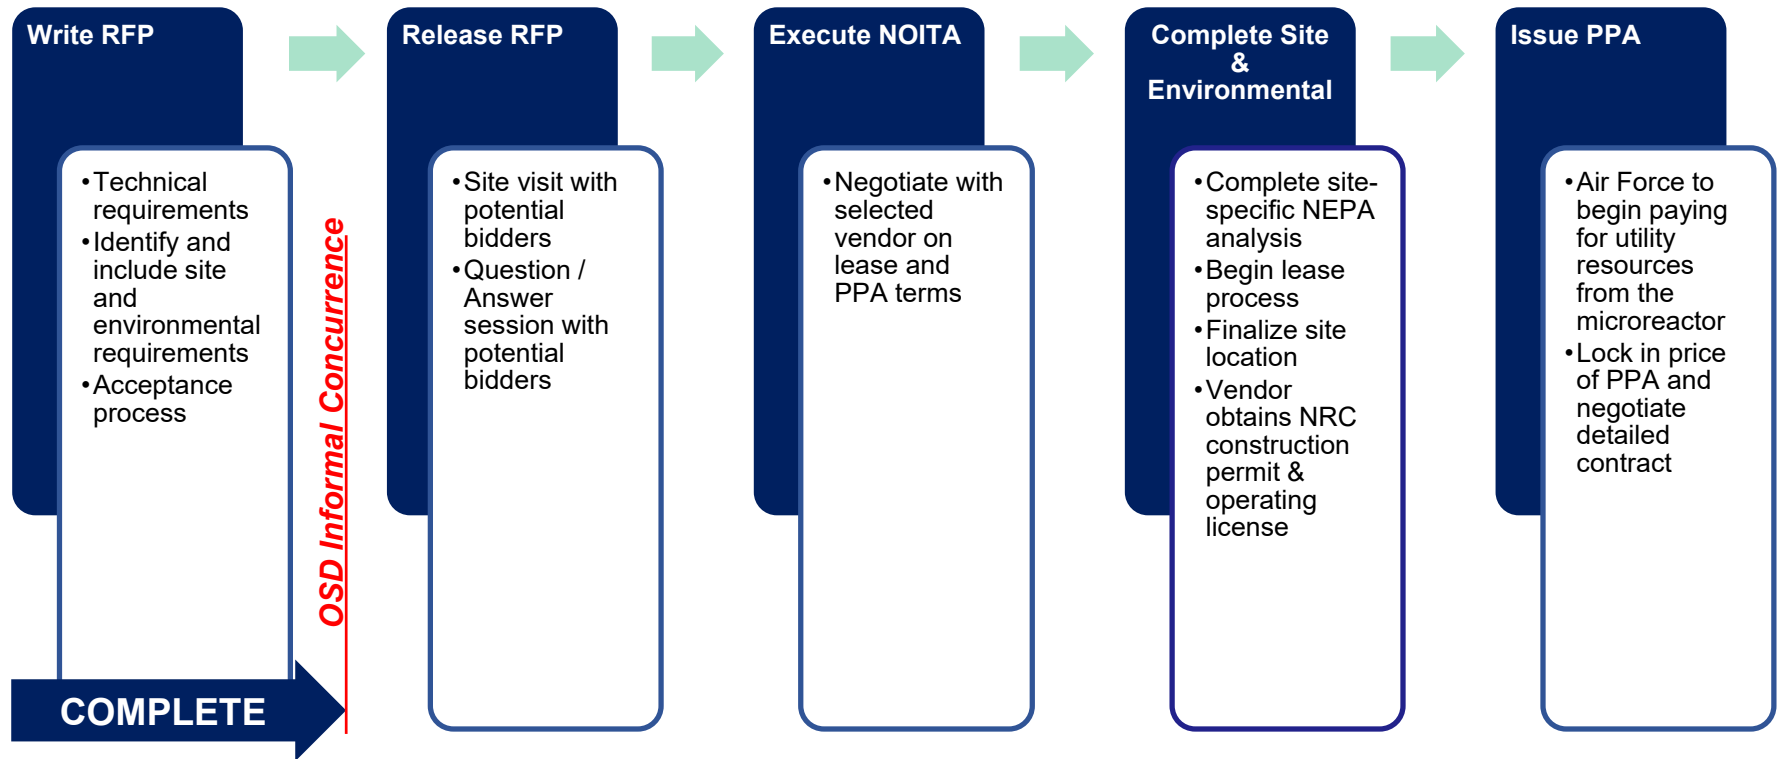 Write RFP
•Technical
requirements
•Identify and
include site
and
environmental
requirements
•Acceptance
process
COMPLETE
OSD Informal Concurrence
Release RFP
•Site visit with
potential
bidders
•Question /
Answer
session with
potential
bidders
Execute NOITA
•Negotiate with
selected
vendor on
lease and
PPA terms
Complete Site
&
Environmental
•Complete site-
specific NEPA
analysis
•Begin lease
process
•Finalize site
location
•Vendor
obtains NRC
construction
permit &
operating
license
Issue PPA
•Air Force to
begin paying
for utility
resources
from the
microreactor
•Lock in price
of PPA and
negotiate
detailed
contract